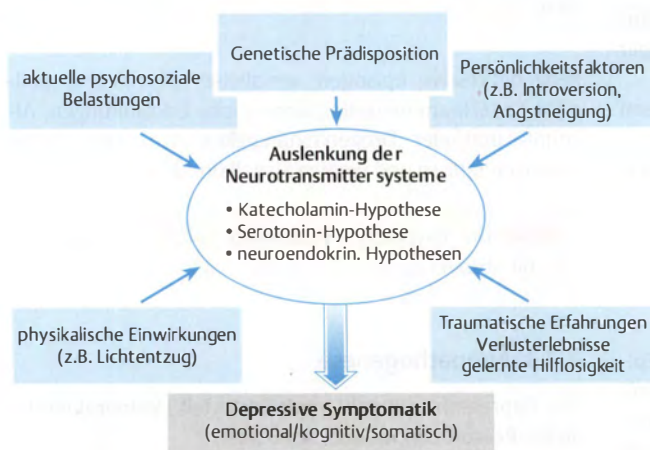 Genetische Prädisposition
aktuelle psychosoziale
Belastungen
Persönlichkeitsfaktoren
(z.B. Introversion,
Angstneigung)
Auslenkung der
Neurotransmittersysteme
• Katecholamin-Hypothese
• Serotonin-Hypothese
• neuroendokrin. Hypothesen
physikalische Einwirkungen
(z.B. Lichtentzug)
Traumatische Erfahrungen
Verlusterlebnisse
gelernte Hilflosigkeit
Depressive Symptomatik
(emotional/kognitiv/somatisch)